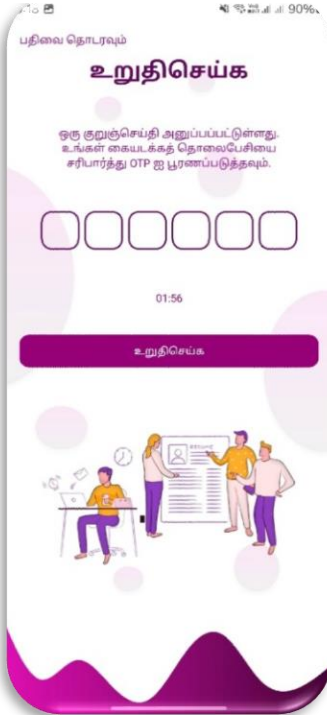 90%
பதிவை தொடரவும்
உறுதிசெய்க
ஒரு குறுஞ்செய்தி அனுப்பப்பட்டுள்ளது.
உங்கள் கையடக்கத் தொலைபேசியை
சரிபார்த்து OTP ஐ பூரணப்படுத்தவும்.
01:56
உறுதிசெய்க